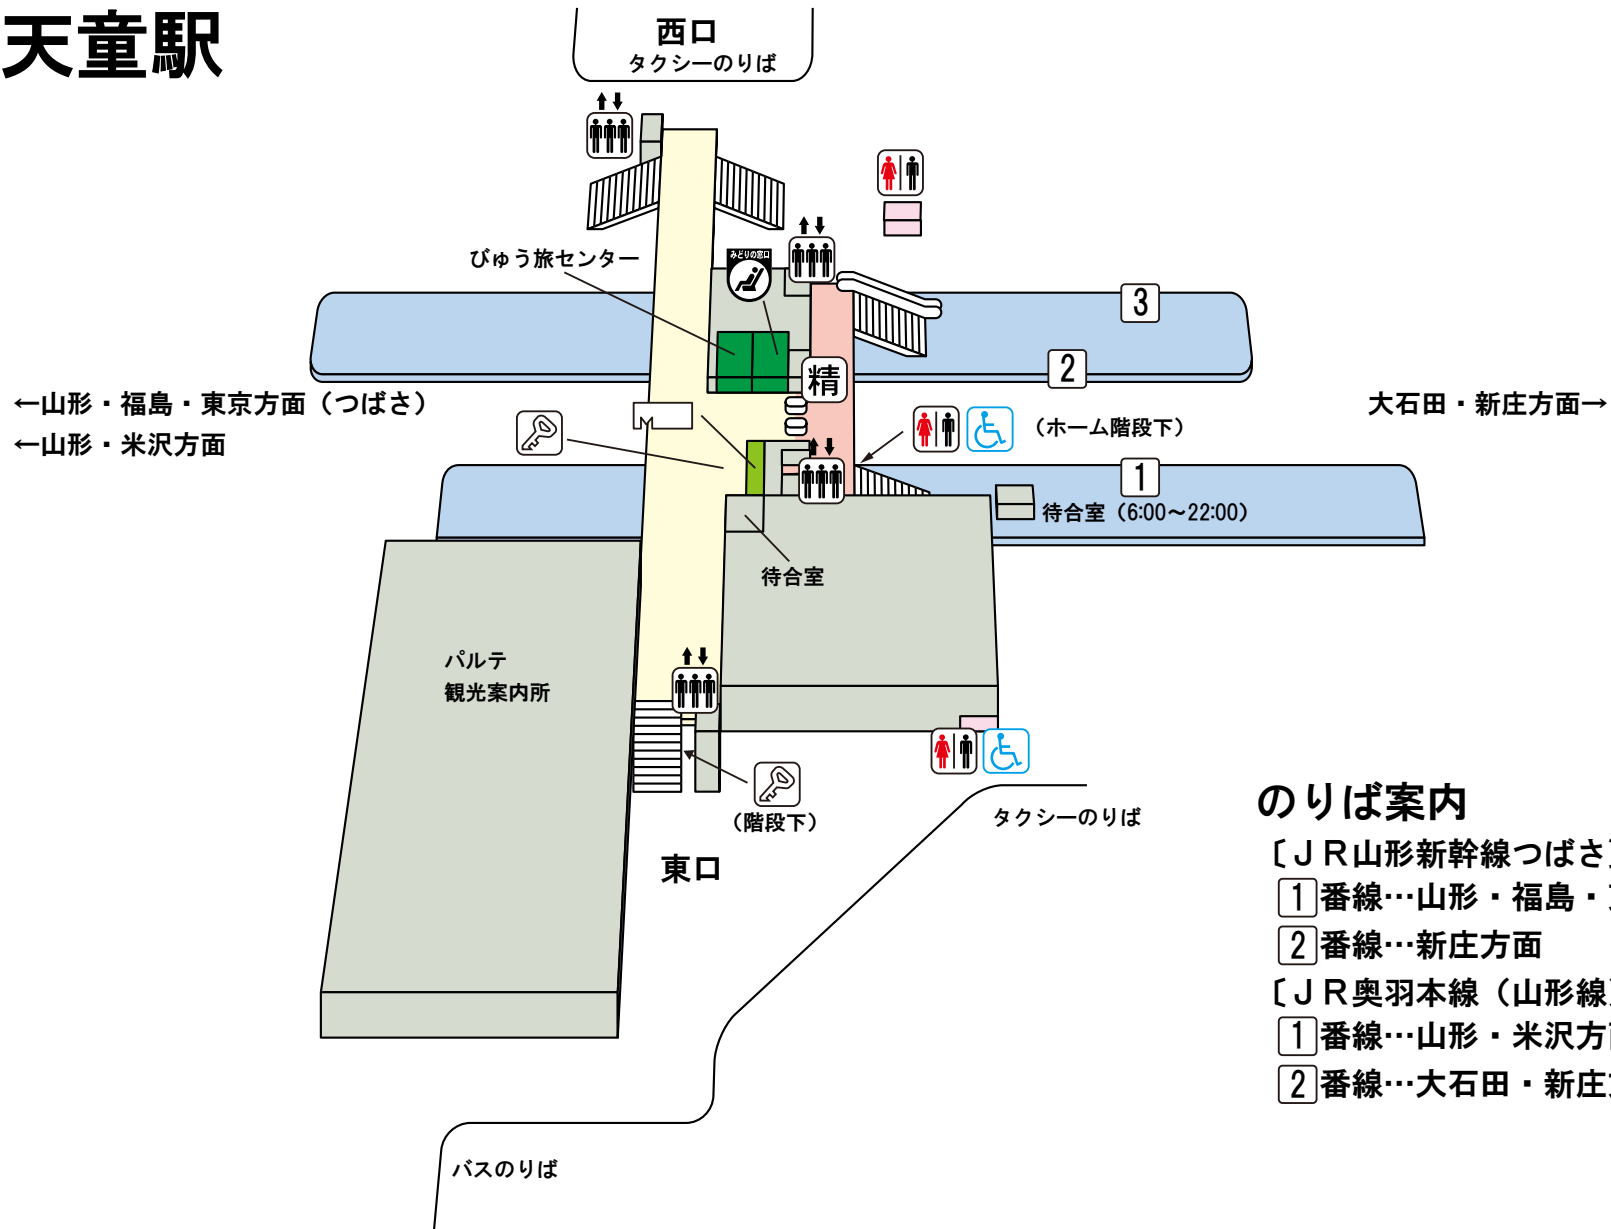 天童駅
西口
タクシーのりば
びゅう旅センター
みどりの窓口
3
2
精
←山形・福島・東京方面（つばさ）
←山形・米沢方面
大石田・新庄方面→
（ホーム階段下）
1
待合室（6:00～22:00）
待合室
パルテ
観光案内所
（階段下）
タクシーのりば
東口
バスのりば
のりば案内
〔ＪＲ山形新幹線つばさ〕
1番線…山形・福島・
2番線…新庄方面
〔ＪＲ奥羽本線（山形線）
1番線…山形・米沢方面
2番線…大石田・新庄